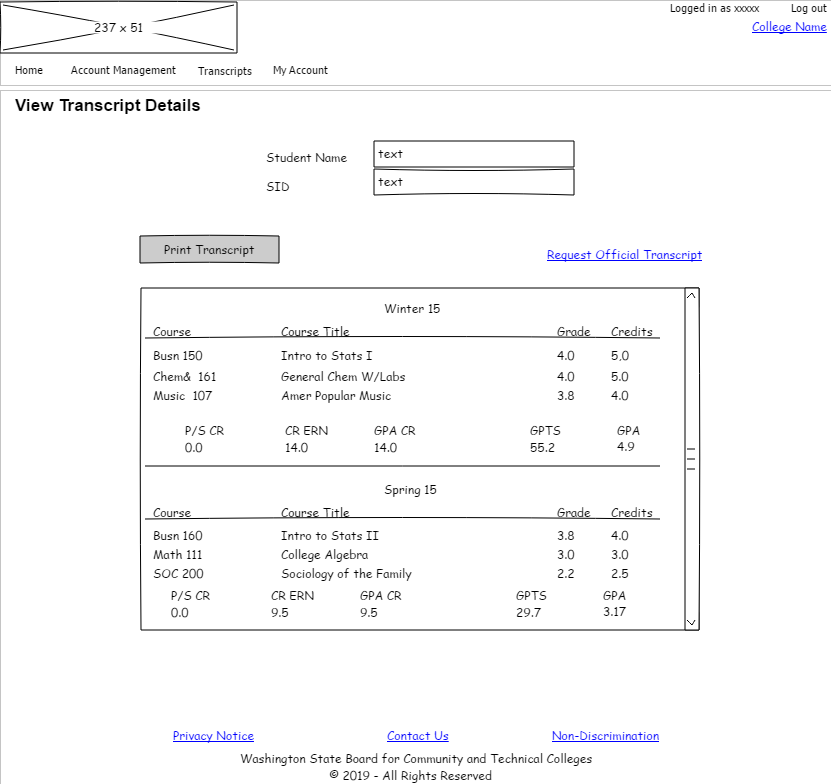 Logged in as xxxxx Log out
237 x 51
College Name
Home Account Management Transcripts My Account
View Transcript Details
Student Name text
SID text
Print Transcript
Request Official Transcript
Winter 15
Course Course Title Grade Credits
Busn 150 Intro to Stats I 4.0 5.0
Chem& 161 General Chem W/Labs 4.0 5.0
Music 107 Amer Popular Music 3.8 4.0
P/S CR CR ERN GPA CR GPTS GPA
0.0 14.0 14.0 55.2 4.9
Spring 15
Course Course Title Grade Credits
Busn 160 Intro to Stats II 3.8 4.0
Math 111 College Algebra 3.0 3.0
SOC 200 Sociology of the Family 2.2 2.5
P/S CR CR ERN GPA CR GPTS GPA
0.0 9.5 9.5 29.7 3.17
Privacy Notice Contact Us Non-Discrimination
Washington State Board for Community and Technical Colleges
© 2019 - All Rights Reserved